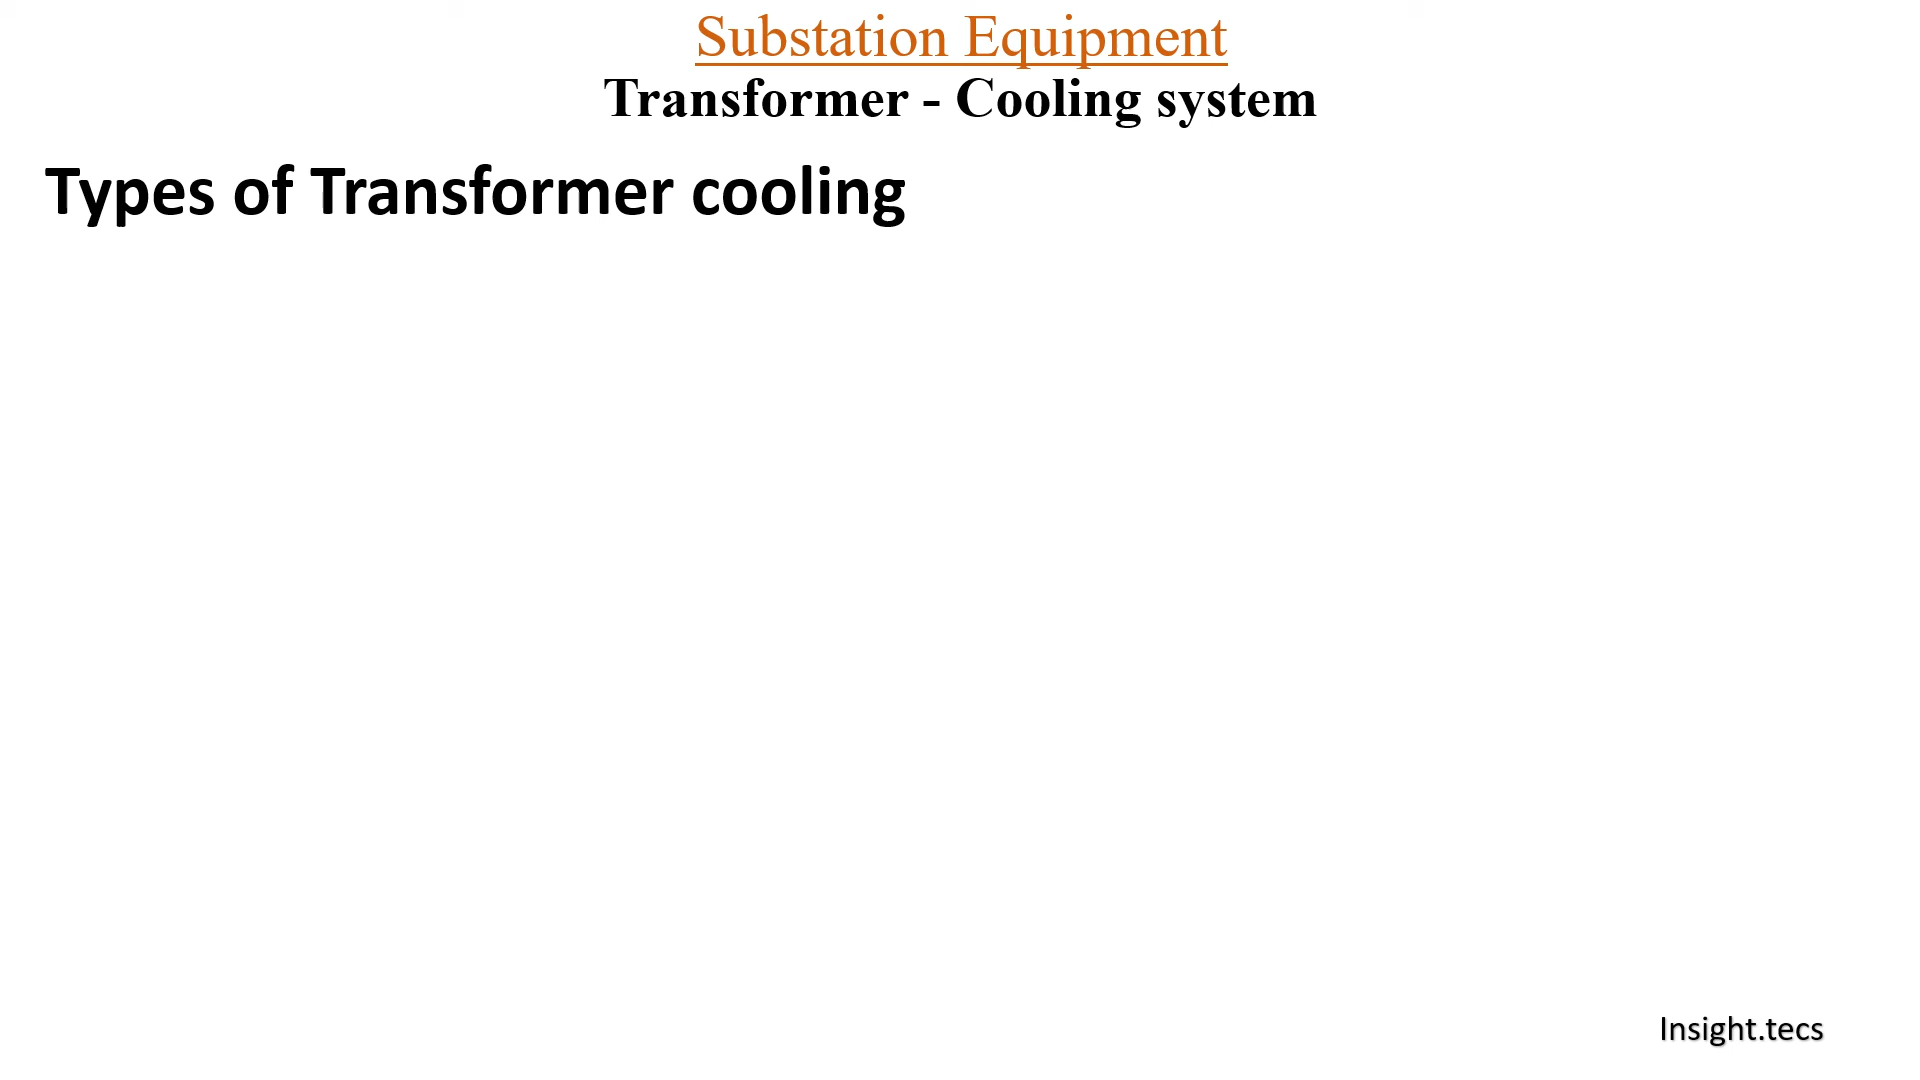 Substation Equipment
Transformer - Cooling system
Types of Transformer cooling
Insight.tecs